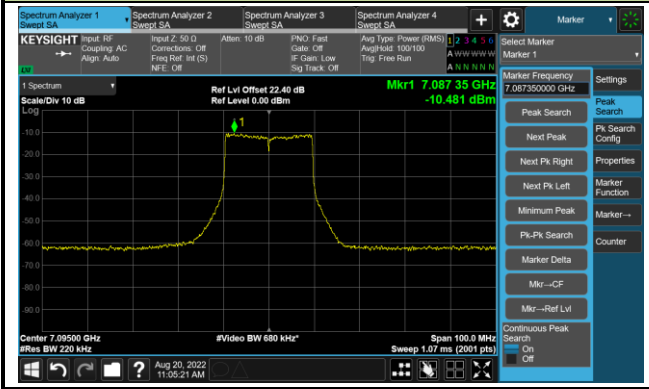 Spectrum Analyzer 1
Swept SA
Spectrum Analyzer 2
Swept SA
Spectrum Analyzer 3
Swept SA
Spectrum Analyzer 4
Swept SA
+
Marker
KEYSIGHT
Input: RF
Coupling: AC
Align: Auto
Input Z: 50 Ω
Corrections: Off
Freq Ref: Int (S)
NFE: Off
Atten: 10 dB
PNO: Fast
Gate: Off
IF Gain: Low
Sig Track: Off
Avg Type: Power (RMS)
Avg|Hold: 100/100
Trig: Free Run
1 2 3 4 5 6
A W W W W W
A N N N N N
LXI
Select Marker
Marker 1
1 Spectrum
Scale/Div 10 dB
Log
Ref Lvl Offset 22.40 dB
Ref Level 0.00 dBm
Mkr1 7.087 35 GHz
-10.481 dBm
1
-10.0
-20.0
-30.0
-40.0
-50.0
-60.0
-70.0
-80.0
-90.0
Center 7.09500 GHz
#Res BW 220 kHz
#Video BW 680 kHz*
Span 100.0 MHz
Sweep 1.07 ms (2001 pts)
Marker Frequency
7.087350000 GHz
Peak Search
Next Peak
Next Pk Right
Next Pk Left
Minimum Peak
Pk-Pk Search
Marker Delta
Mkr→CF
Mkr→Ref Lvl
Continuous Peak
Search
On
Off
Settings
Peak
Search
Pk Search
Config
Properties
Marker
Function
Marker→
Counter
?
Aug 20, 2022
11:05:21 AM